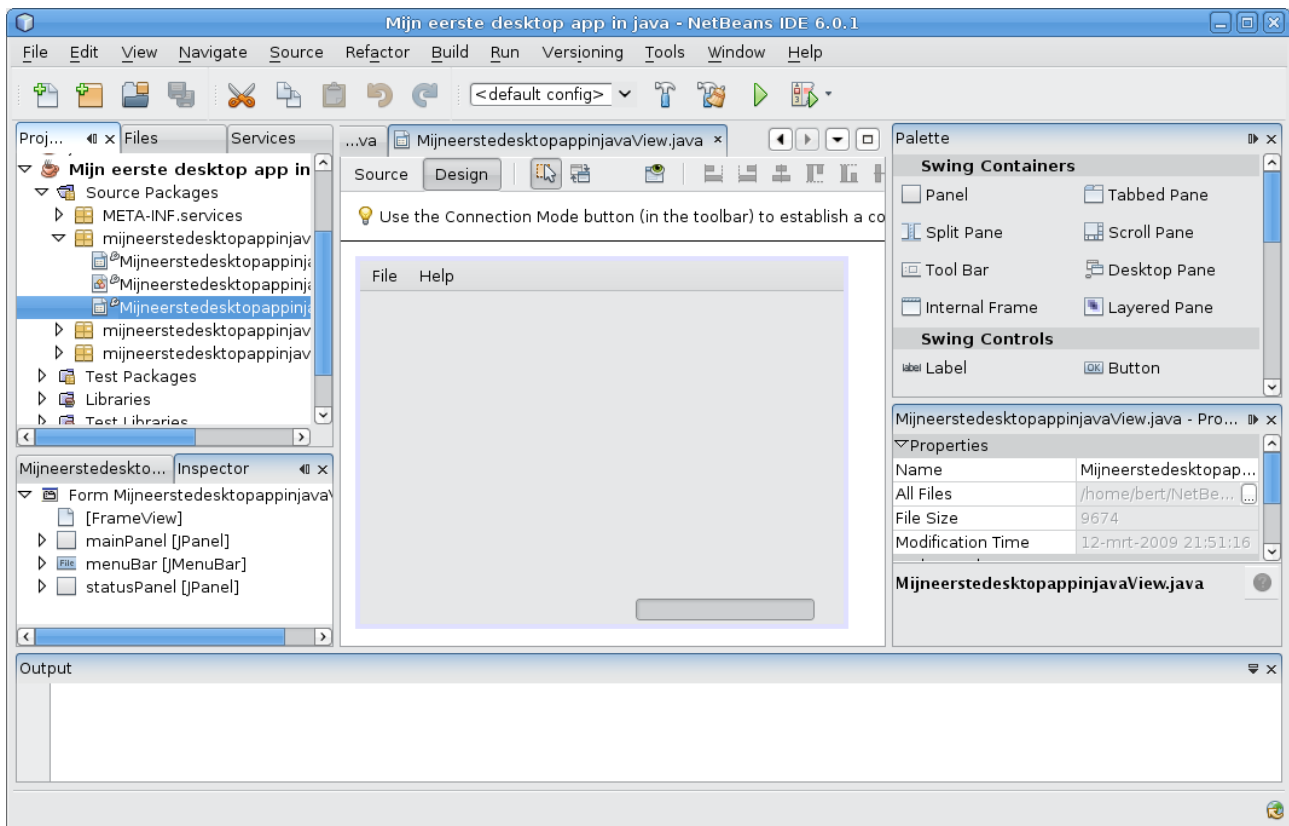 Mijn eerste desktop app in java - NetBeans IDE 6.0.1
File Edit View Navigate Source Refactor Build Run Versioning Tools Window Help
<default config>
Proj... Files Services
Mijn eerste desktop app in
Source Packages
META-INF.services
mijneerstedesktopappinjav
Mijneerstedesktopappinja
Mijneerstedesktopappinja
Mijneerstedesktopappinja
mijneerstedesktopappinjav
mijneerstedesktopappinjav
Test Packages
Libraries
Test Libraries
Mijneerstedeskto... Inspector
Form Mijneerstedesktopappinjava
[FrameView]
mainPanel [JPanel]
menuBar [JMenuBar]
statusPanel [JPanel]
...va MijneerstedesktopappinjavaView.java
Source Design
Use the Connection Mode button (in the toolbar) to establish a co
File Help
Palette
Swing Containers
Panel Tabbed Pane
Split Pane Scroll Pane
Tool Bar Desktop Pane
Internal Frame Layered Pane
Swing Controls
label Label OK Button
MijneerstedesktopappinjavaView.java - Pro...
Properties
Name Mijneerstedesktopap...
All Files /home/bert/NetBe... ...
File Size 9674
Modification Time 12-mrt-2009 21:51:16
MijneerstedesktopappinjavaView.java
Output